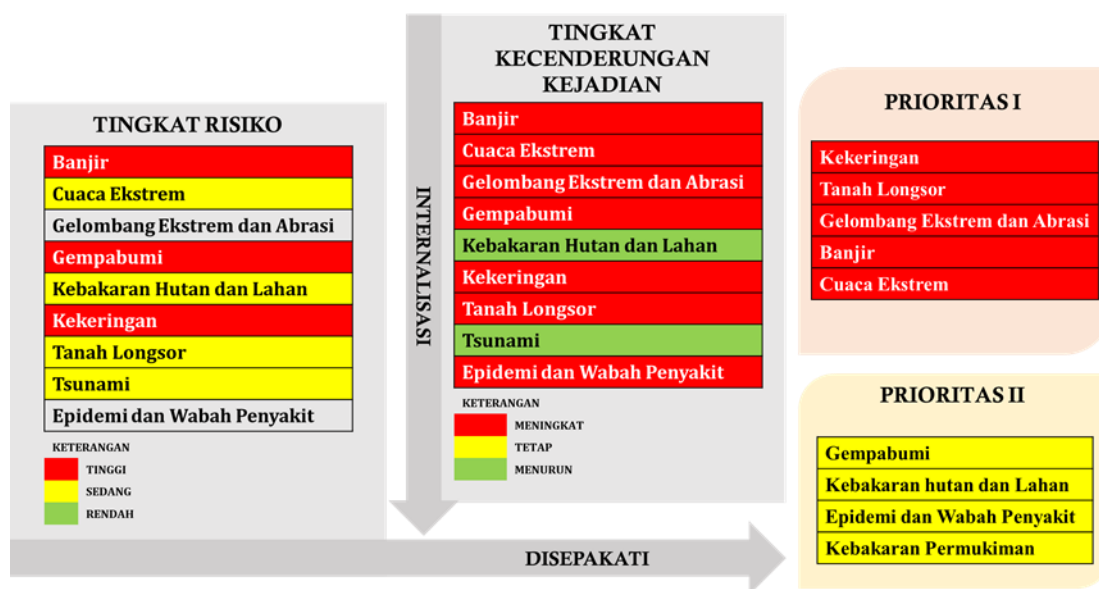 TINGKAT RISIKO
Banjir
Cuaca Ekstrem
Gelombang Ekstrem dan Abrasi
Gempabumi
Kebakaran Hutan dan Lahan
Kekeringan
Tanah Longsor
Tsunami
Epidemi dan Wabah Penyakit
KETERANGAN
TINGGI
SEDANG
RENDAH
INTERNALISASI
TINGKAT
KECENDERUNGAN
KEJADIAN
Banjir
Cuaca Ekstrem
Gelombang Ekstrem dan Abrasi
Gempabumi
Kebakaran Hutan dan Lahan
Kekeringan
Tanah Longsor
Tsunami
Epidemi dan Wabah Penyakit
KETERANGAN
MENINGKAT
TETAP
MENURUN
DISEPAKATI
PRIORITAS I
Kekeringan
Tanah Longsor
Gelombang Ekstrem dan Abrasi
Banjir
Cuaca Ekstrem
PRIORITAS II
Gempabumi
Kebakaran hutan dan Lahan
Epidemi dan Wabah Penyakit
Kebakaran Permukiman